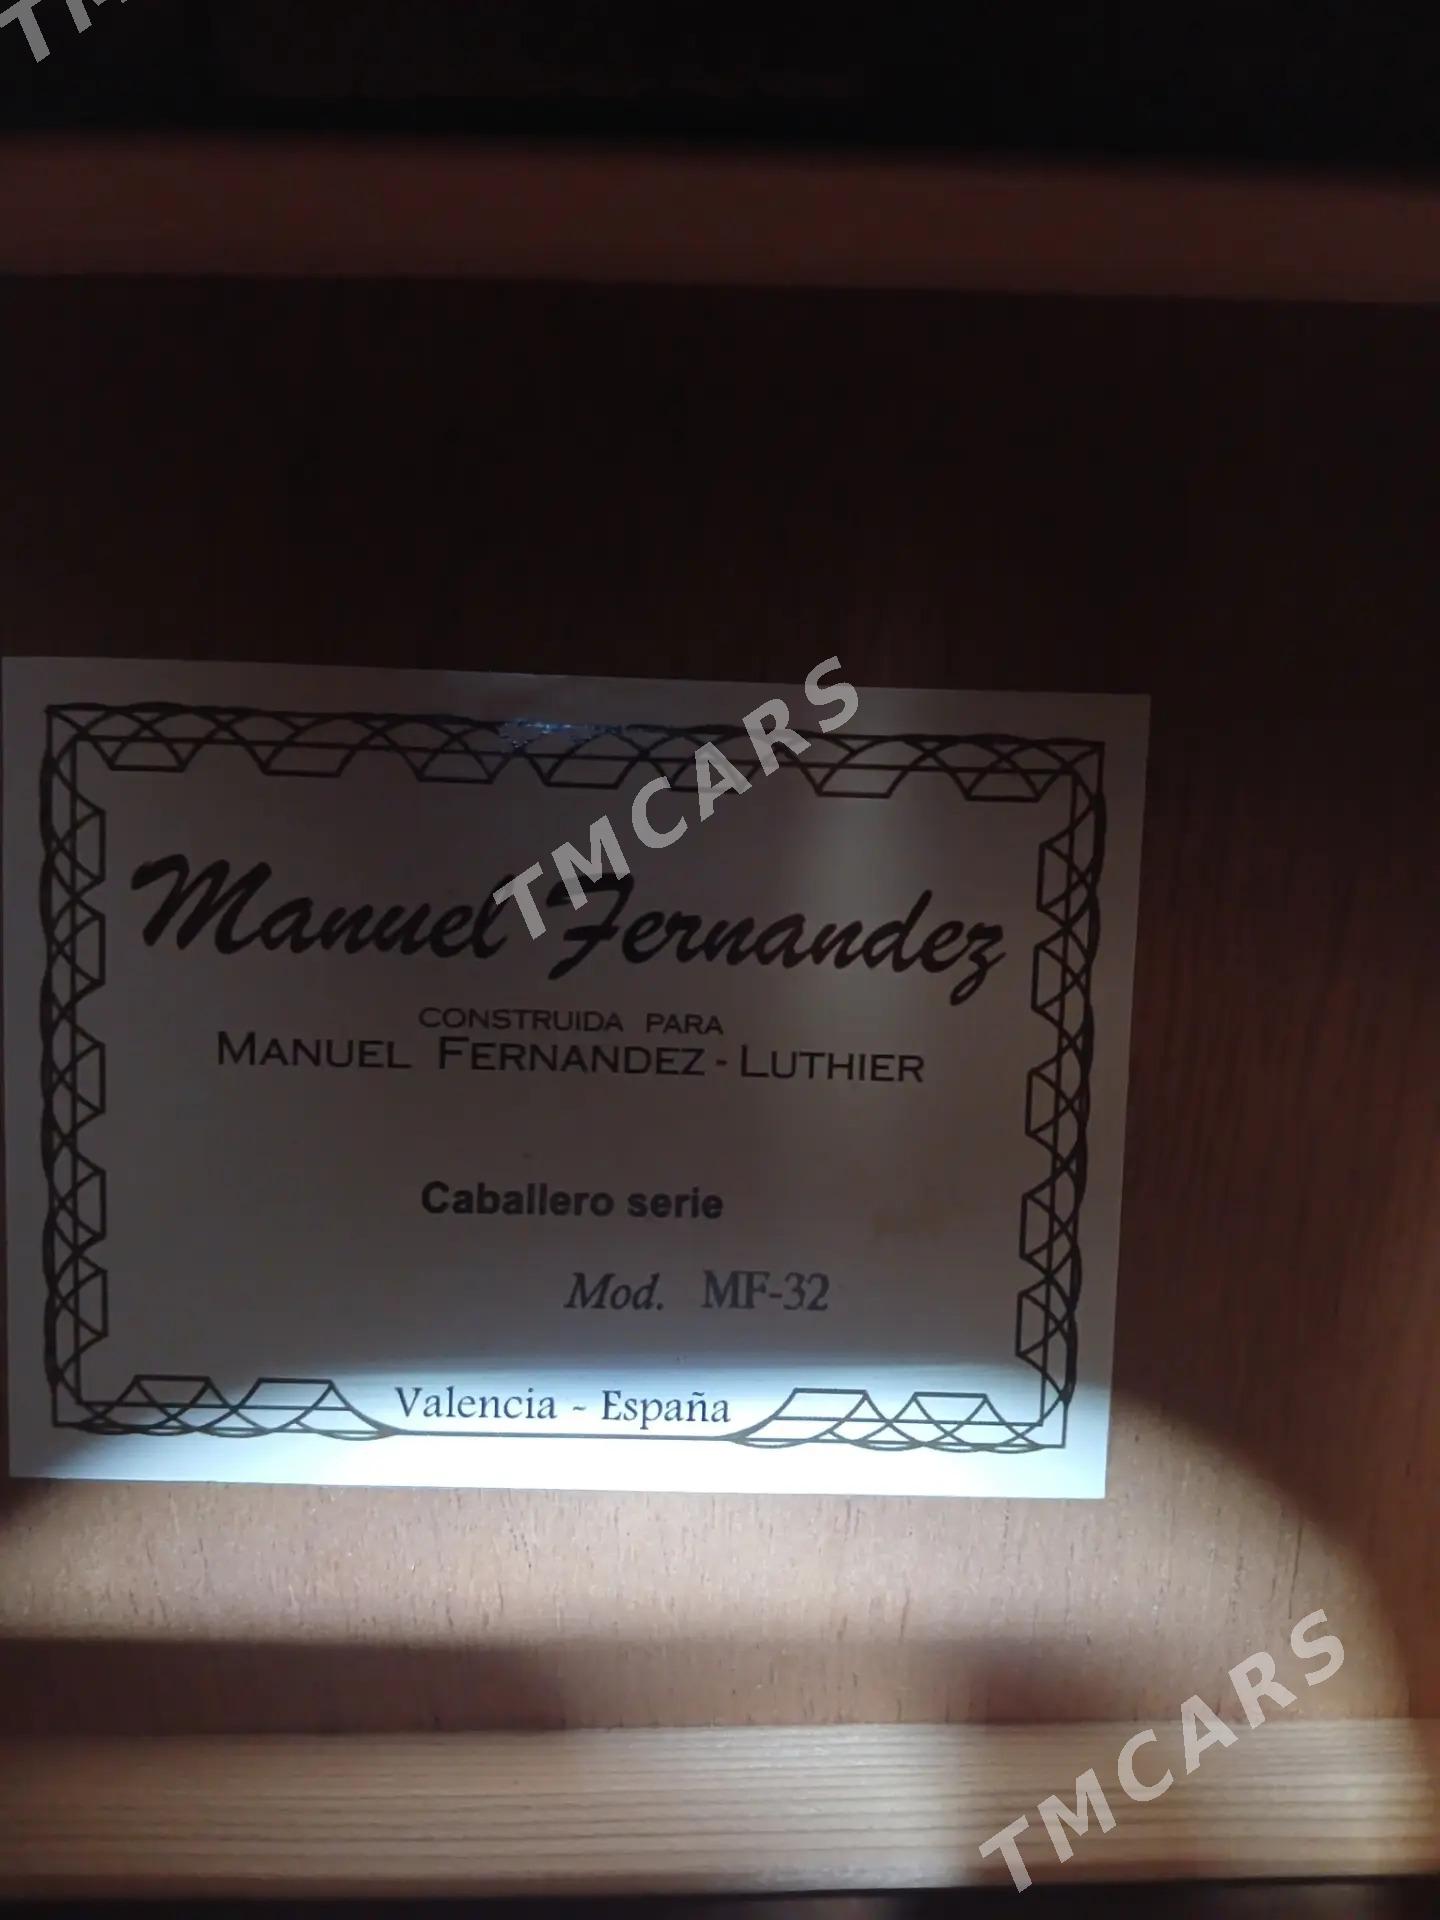 TMCARS
Manuel Fernandez
CONSTRUIDA PARA
MANUEL FERNANDEZ - LUTHIER
Caballero serie
Mod. MF-32
Valencia - España
TMCARS